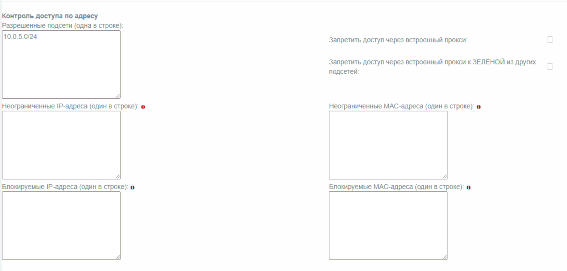 Контроль доступа по адресу
Разрешенные подсети (одна в строке):
10.0.5.0/24
Запретить доступ через встроенный прокси:
Запретить доступ через встроенный прокси к ЗЕЛЁНОЙ из других
подсетей:
Неограниченные IP-адреса (один в строке):
Неограниченные MAC-адреса (один в строке):
Блокируемые IP-адреса (один в строке):
Блокируемые MAC-адреса (один в строке):